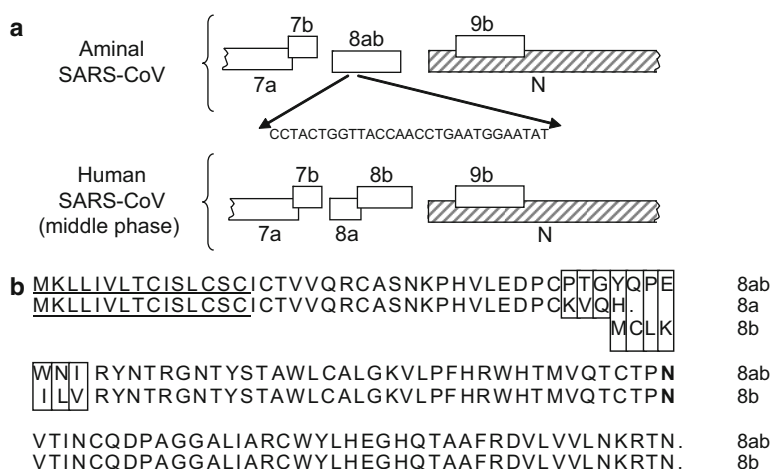 a
7b
8ab
9b
Aminal
SARS-CoV
7a
N
CCTACTGGTTACCAACCTGAATGGAATAT
Human
SARS-CoV
(middle phase)
7b
8b
9b
7a
8a
N
b MKLLIVLTCISLCSCICTVVQRCASNKPHVLEDPCPTGYQPE 8ab
MKLLIVLTCISLCSCICTVVQRCASNKPHVLEDPCKVQH. 8a
MCLK 8b
WNI RYNTRGNTYSTAWLCALGKVLPFHRWHTMVQTCTPN 8ab
ILV RYNTRGNTYSTAWLCALGKVLPFHRWHTMVQTCTPN 8b
VTINCQDPAGGALIARCWYLHEGHQTAAFRDVLVVLNKRTN. 8ab
VTINCQDPAGGALIARCWYLHEGHQTAAFRDVLVVLNKRTN. 8b